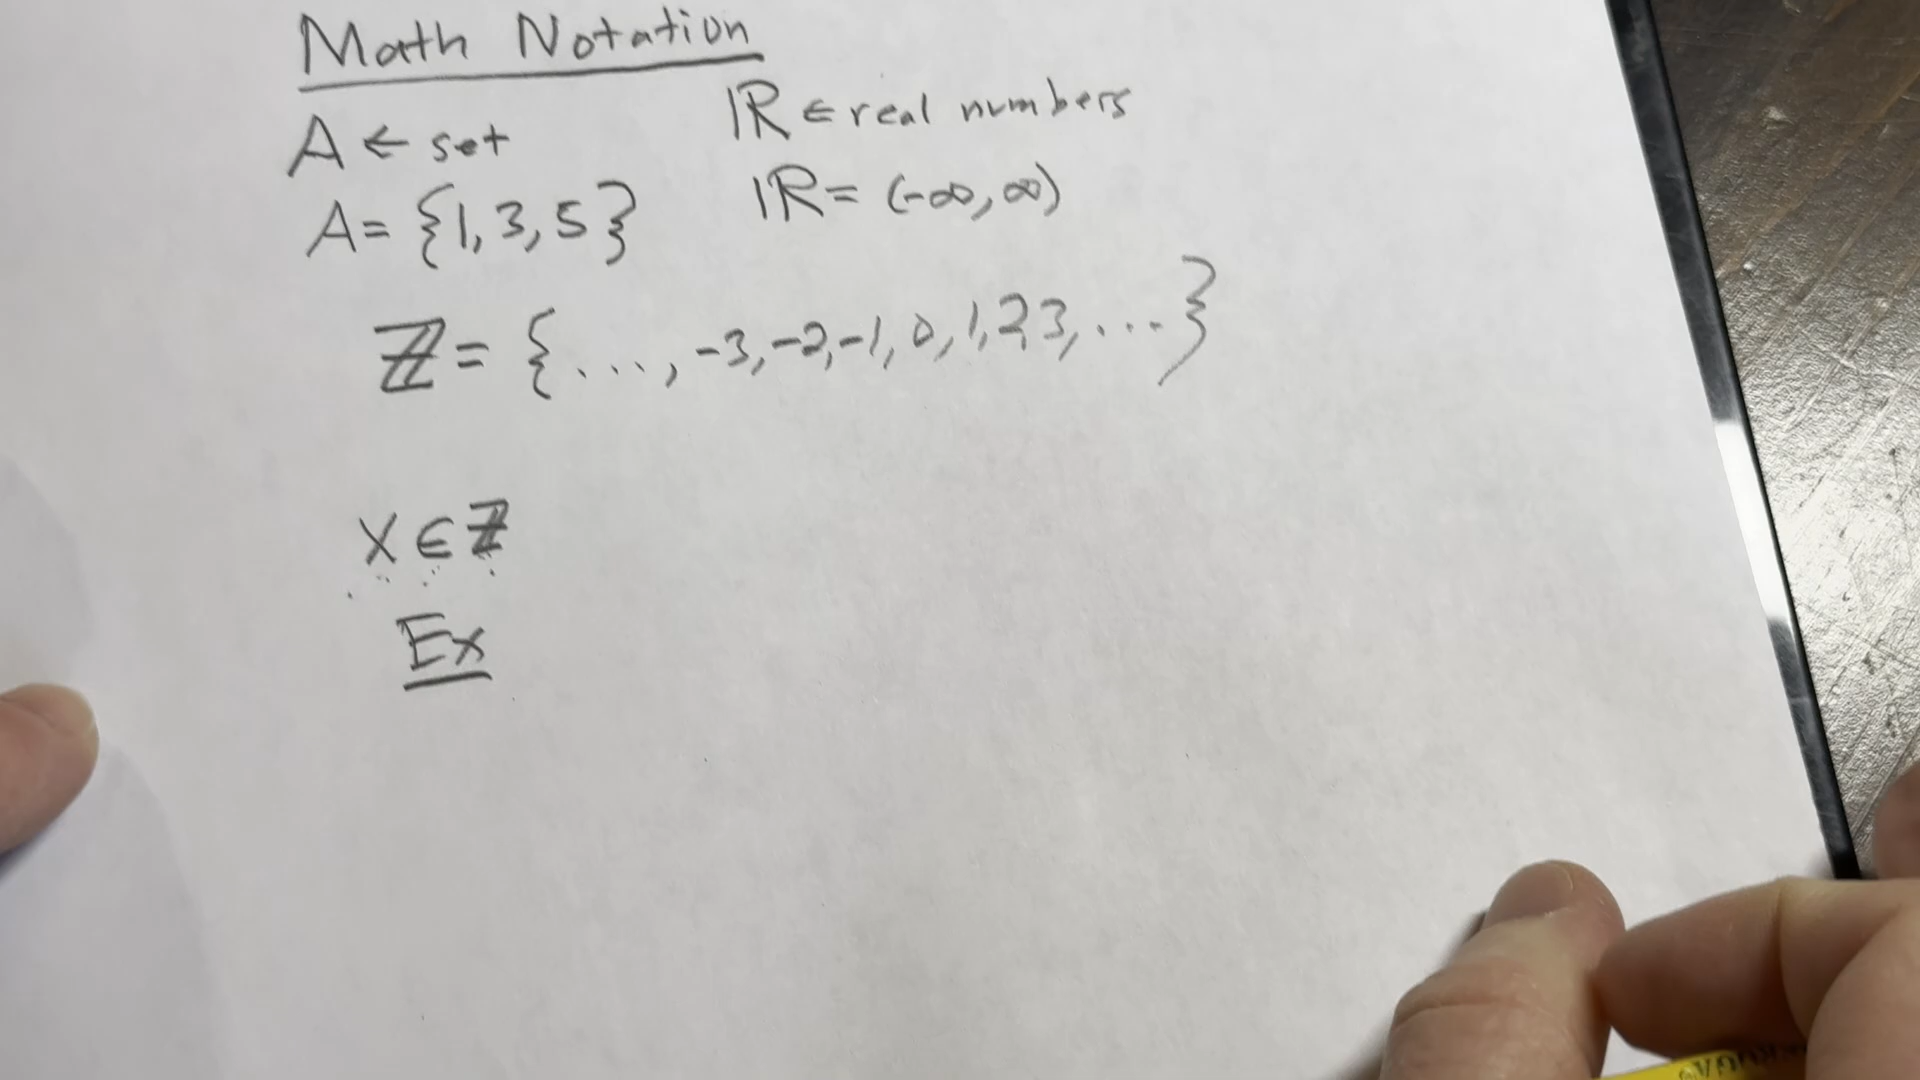 Math Notation
A ← set
ℝ ← real numbers
A = {1, 3, 5}
ℝ = (-∞, ∞)
ℤ = {..., -3, -2, -1, 0, 1, 2, 3, ...}
X ∈ ℤ
Ex